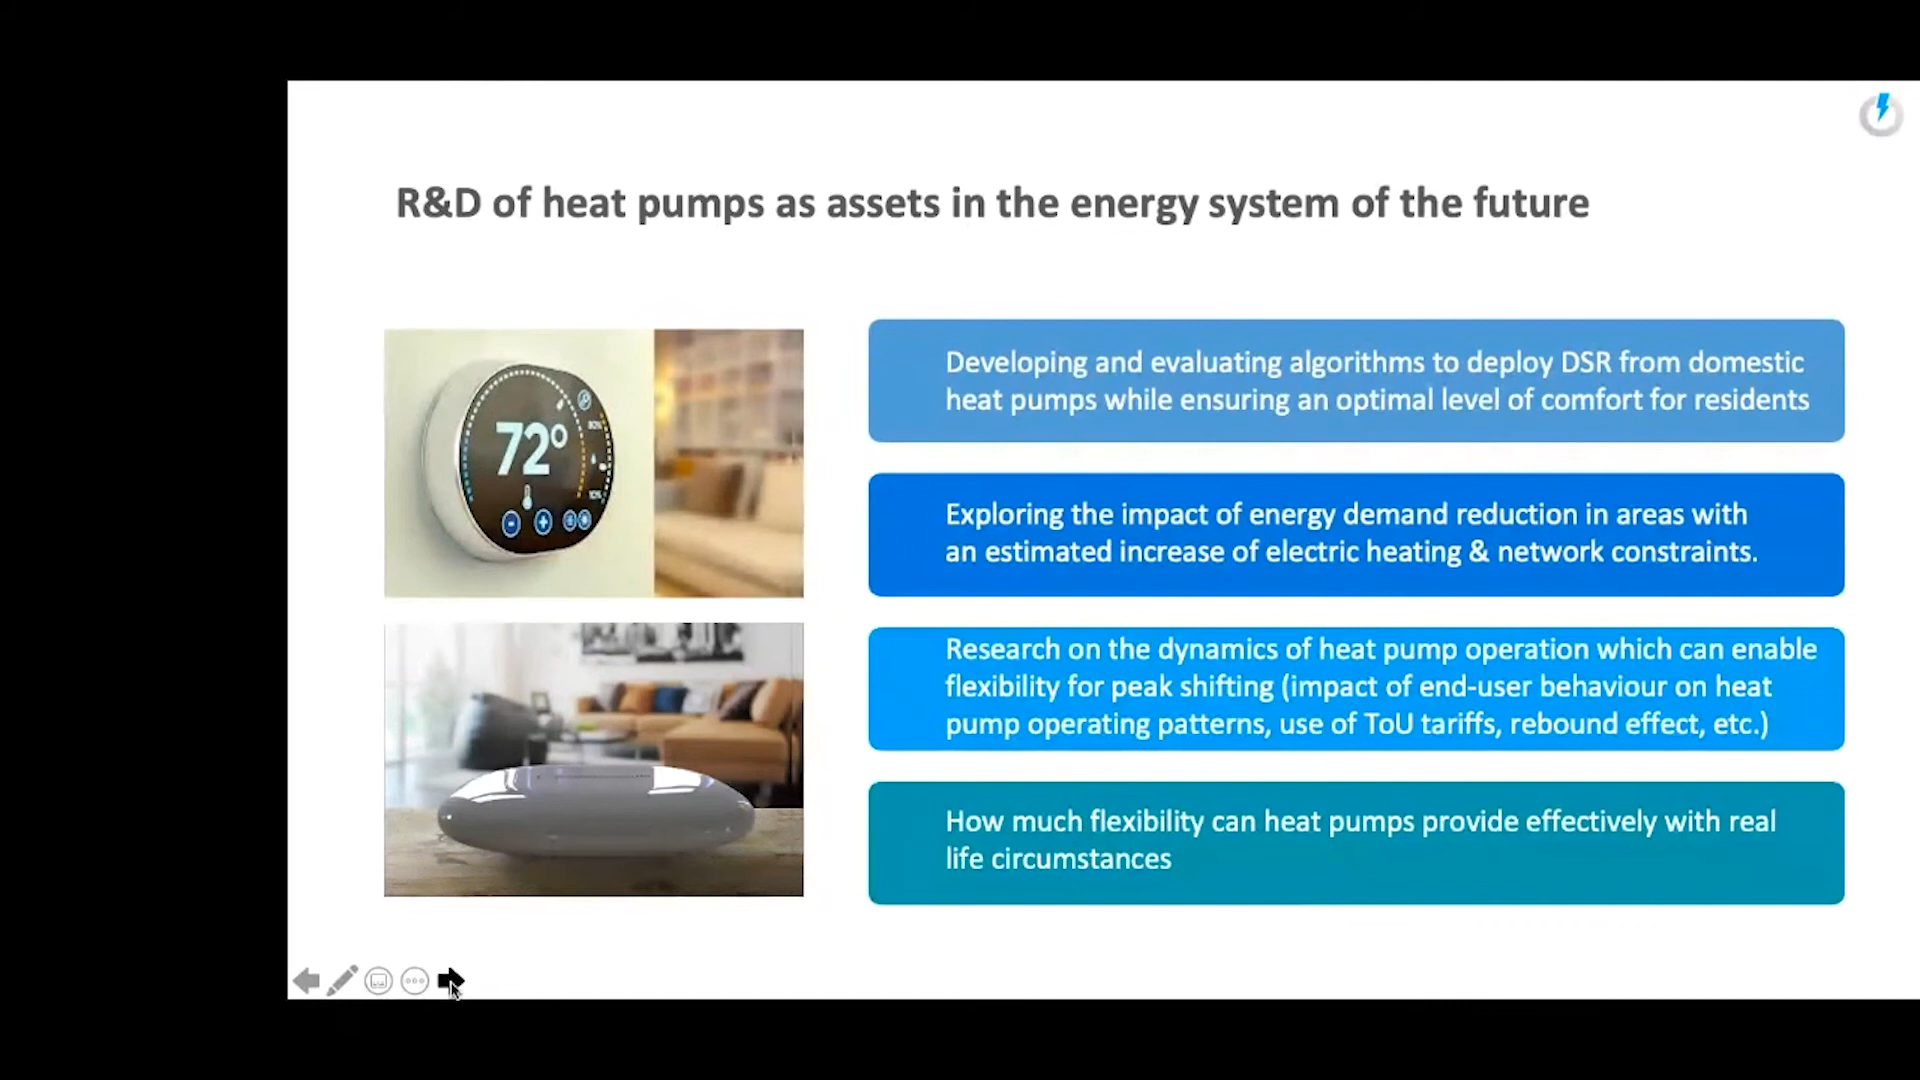 R&D of heat pumps as assets in the energy system of the future
72°
80%
10%
Developing and evaluating algorithms to deploy DSR from domestic
heat pumps while ensuring an optimal level of comfort for residents
Exploring the impact of energy demand reduction in areas with
an estimated increase of electric heating & network constraints.
Research on the dynamics of heat pump operation which can enable
flexibility for peak shifting (impact of end-user behaviour on heat
pump operating patterns, use of ToU tariffs, rebound effect, etc.)
How much flexibility can heat pumps provide effectively with real
life circumstances